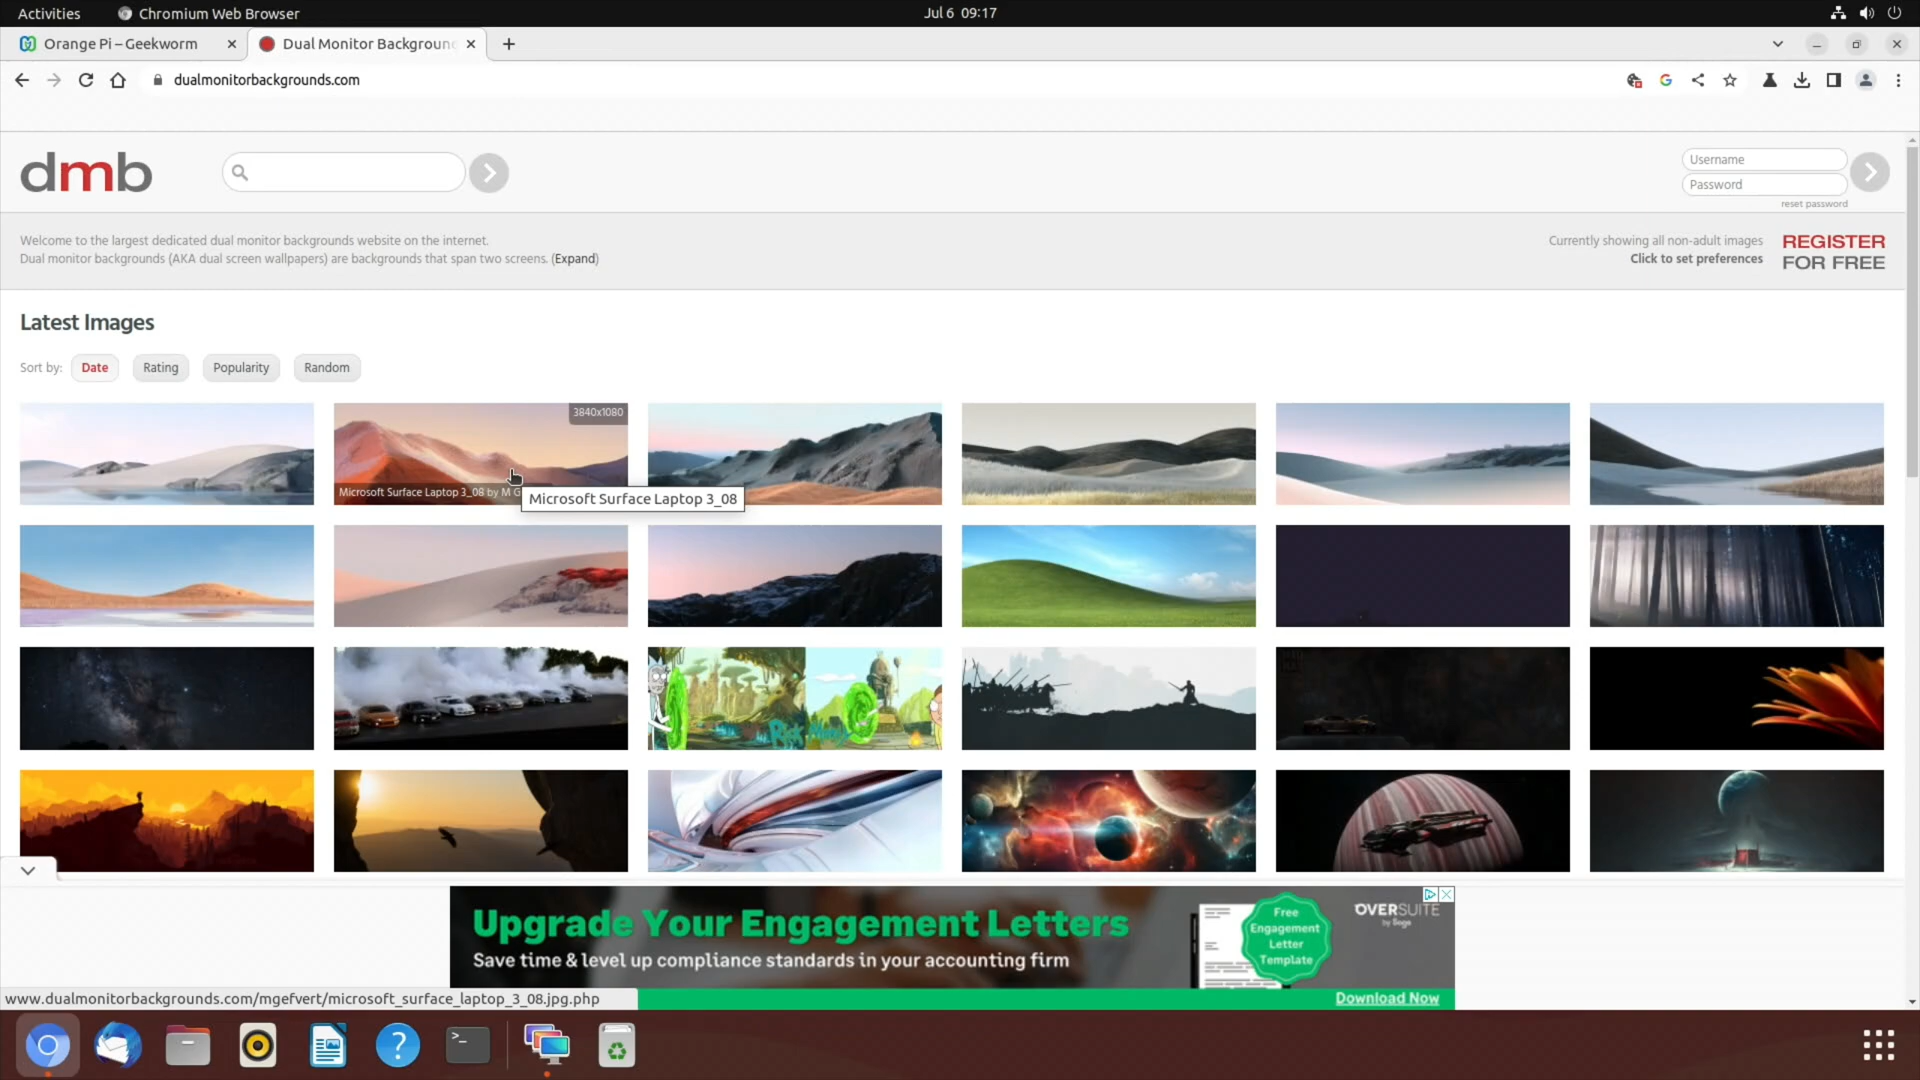 Activities
Chromium Web Browser
Jul 6 09:17
Orange Pi – Geekworm
Dual Monitor Backgroun
dualmonitorbackgrounds.com
dmb
Username
Password
reset password
Welcome to the largest dedicated dual monitor backgrounds website on the internet.
Dual monitor backgrounds (AKA dual screen wallpapers) are backgrounds that span two screens. (Expand)
Currently showing all non-adult images
Click to set preferences
REGISTER
FOR FREE
Latest Images
Sort by: Date Rating Popularity Random
3840x1080
Microsoft Surface Laptop 3_08 by M G
Microsoft Surface Laptop 3_08
Upgrade Your Engagement Letters
Save time & level up compliance standards in your accounting firm
Free
Engagement
Letter
Template
OVERSUITE
by Sage
Download Now
www.dualmonitorbackgrounds.com/mgefvert/microsoft_surface_laptop_3_08.jpg.php